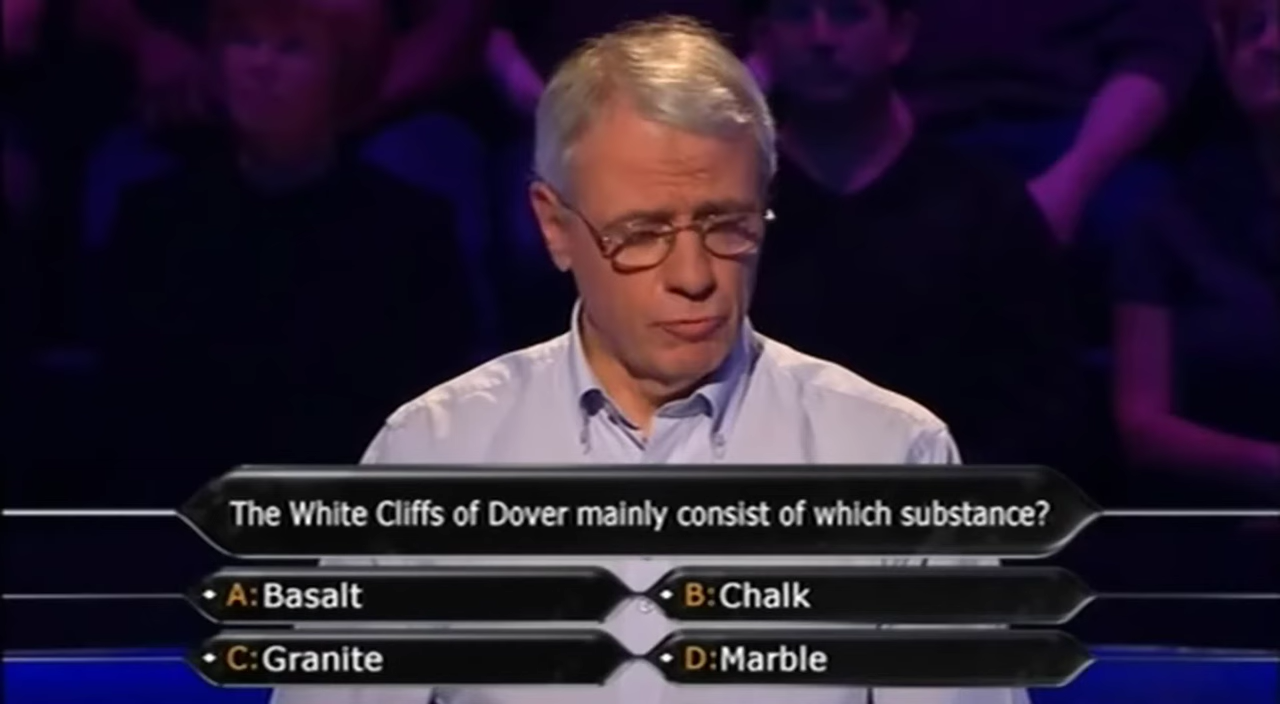 The White Cliffs of Dover mainly consist of which substance?
A: Basalt
B: Chalk
C: Granite
D: Marble